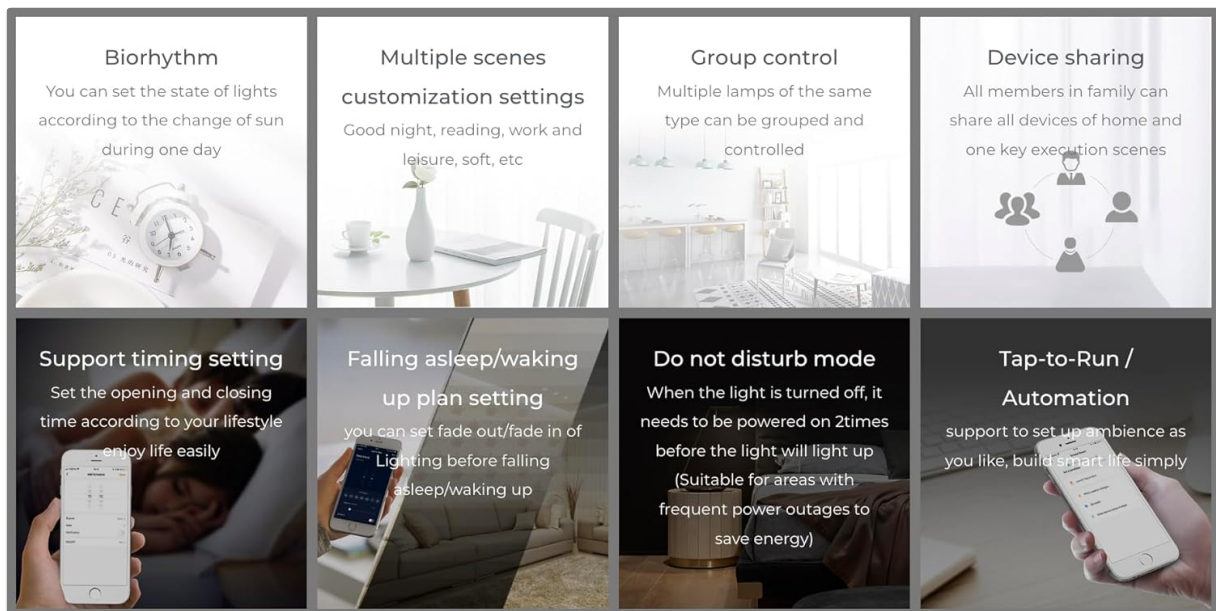 Biorhythm
You can set the state of lights
according to the change of sun
during one day
Multiple scenes
customization settings
Good night, reading, work and
leisure, soft, etc
Group control
Multiple lamps of the same
type can be grouped and
controlled
Device sharing
All members in family can
share all devices of home and
one key execution scenes
Support timing setting
Set the opening and closing
time according to your lifestyle
enjoy life easily
Falling asleep/waking
up plan setting
you can set fade out/fade in of
Lighting before falling
asleep/waking up
Do not disturb mode
When the light is turned off, it
needs to be powered on 2times
before the light will light up
(Suitable for areas with
frequent power outages to
save energy)
Tap-to-Run /
Automation
support to set up ambience as
you like, build smart life simply